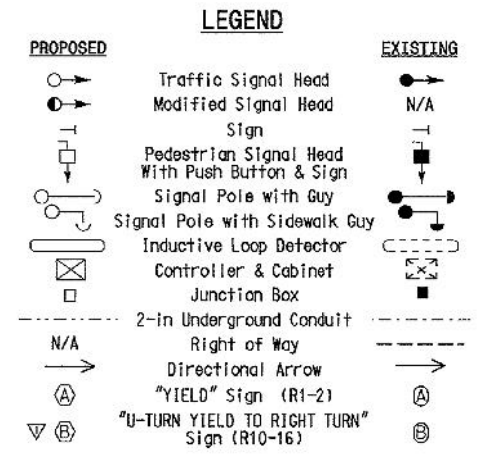 LEGEND
PROPOSED EXISTING
Traffic Signal Head
Modified Signal Head N/A
Sign
Pedestrian Signal Head
With Push Button & Sign
Signal Pole with Guy
Signal Pole with Sidewalk Guy
Inductive Loop Detector
Controller & Cabinet
Junction Box
2-in Underground Conduit
N/A Right of Way
Directional Arrow
A "YIELD" Sign (R1-2) A
B "U-TURN YIELD TO RIGHT TURN" B
Sign (R10-16)